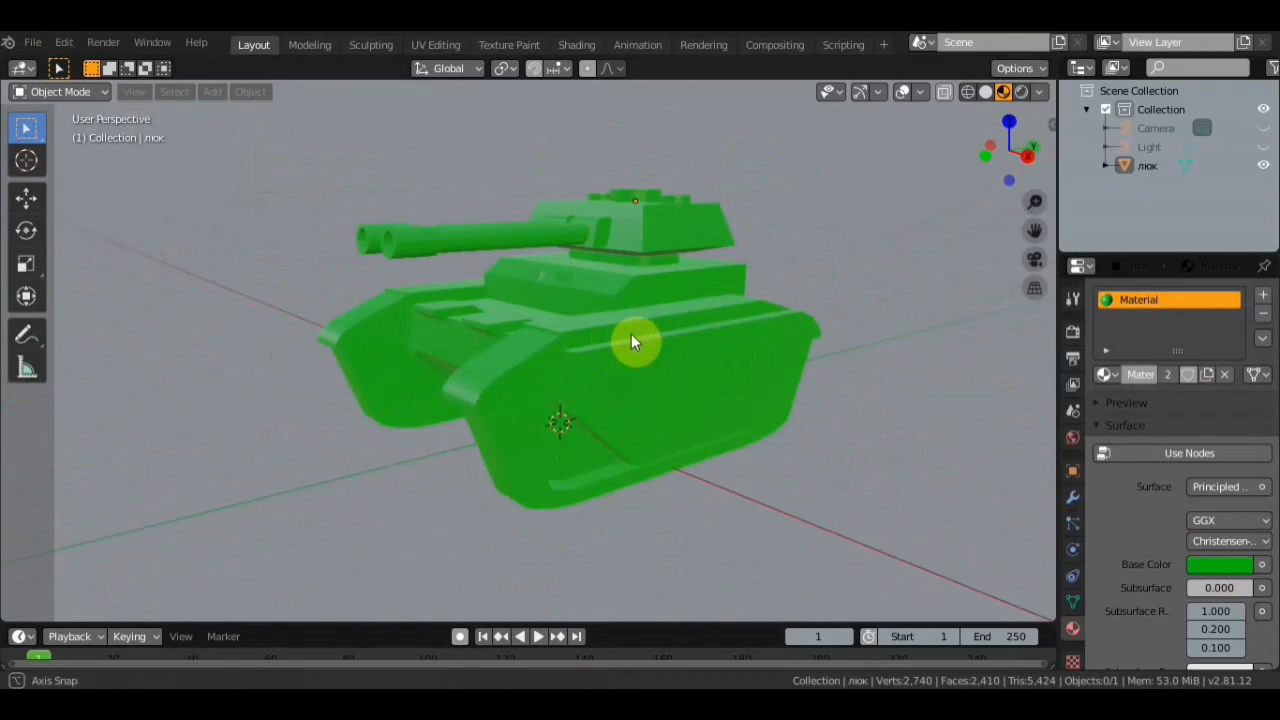 File Edit Render Window Help Layout Modeling Sculpting UV Editing Texture Paint Shading Animation Rendering Compositing Scripting + Scene View Layer
Global Options
Object Mode View Select Add Object
User Perspective
(1) Collection | люк
Z
Y
X
Scene Collection
Collection
Camera
Light
люк
Material
Mater 2
Preview
Surface
Use Nodes
Surface Principled ..
GGX
Christensen-..
Base Color
Subsurface 0.000
Subsurface R.. 1.000
0.200
0.100
Playback Keying View Marker 1 Start 1 End 250
1
Axis Snap Collection | люк | Verts:2,740 | Faces:2,410 | Tris:5,424 | Objects:0/1 | Mem: 53.0 MiB | v2.81.12